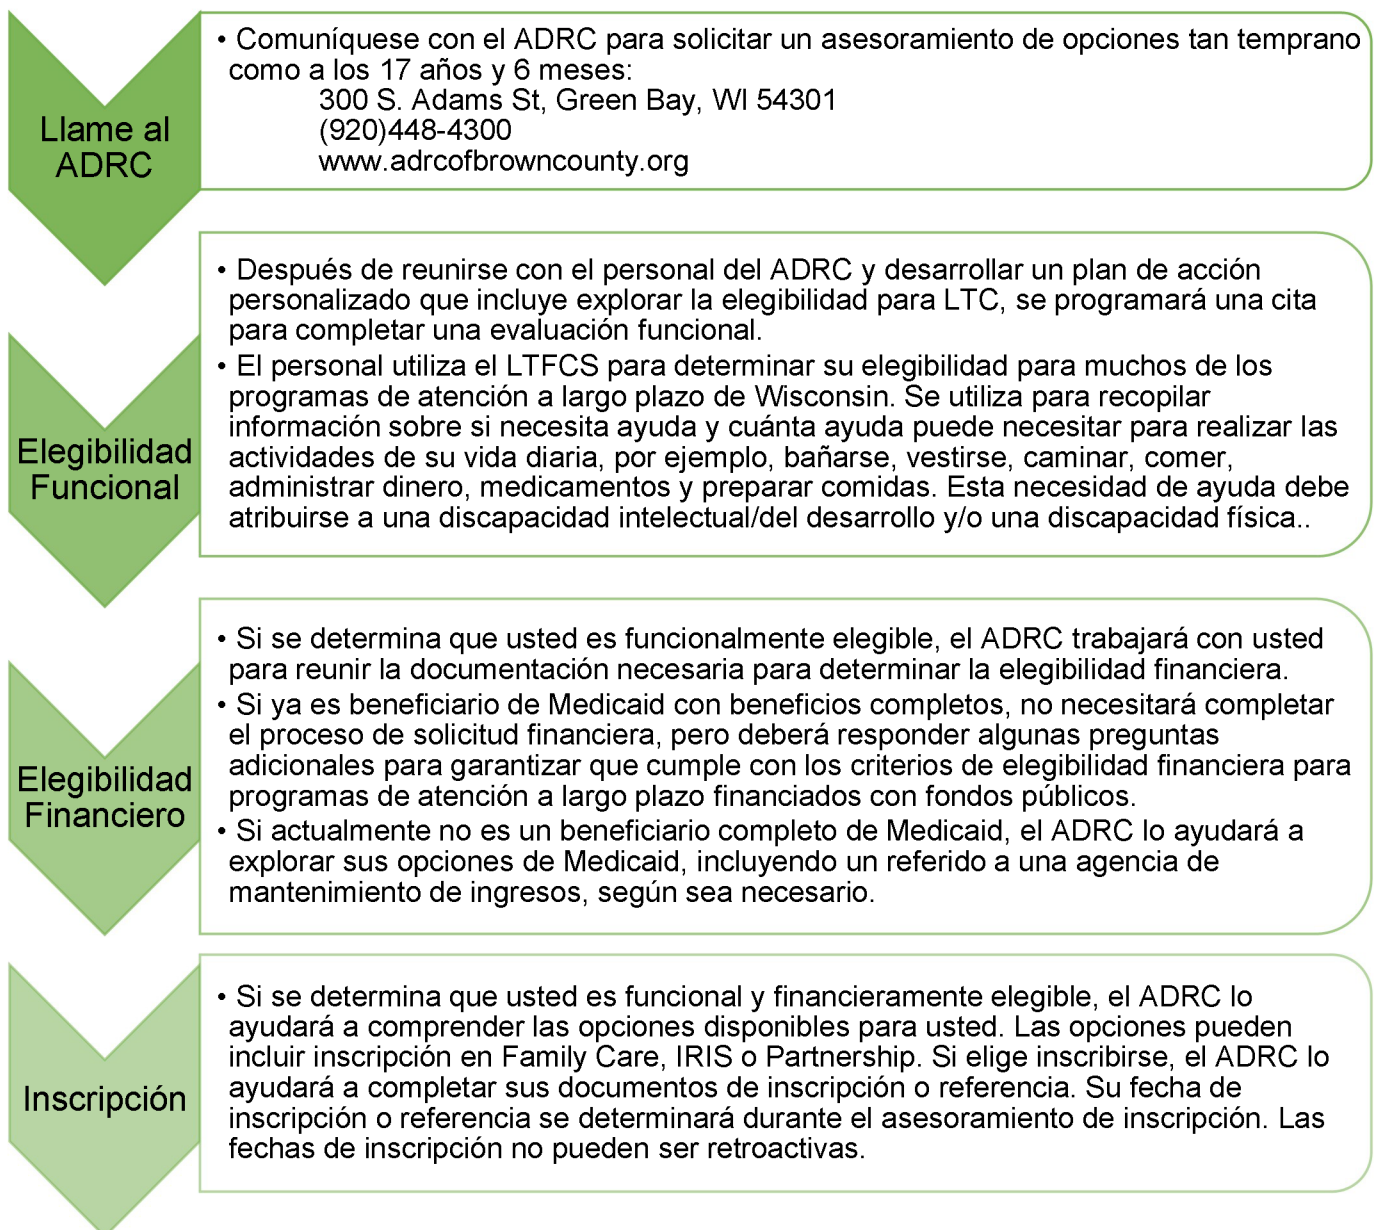 Llame al
ADRC
• Comuníquese con el ADRC para solicitar un asesoramiento de opciones tan temprano
como a los 17 años y 6 meses:
300 S. Adams St, Green Bay, WI 54301
(920)448-4300
www.adrcofbrowncounty.org
Elegibilidad
Funcional
• Después de reunirse con el personal del ADRC y desarrollar un plan de acción
personalizado que incluye explorar la elegibilidad para LTC, se programará una cita
para completar una evaluación funcional.
• El personal utiliza el LTFCS para determinar su elegibilidad para muchos de los
programas de atención a largo plazo de Wisconsin. Se utiliza para recopilar
información sobre si necesita ayuda y cuánta ayuda puede necesitar para realizar las
actividades de su vida diaria, por ejemplo, bañarse, vestirse, caminar, comer,
administrar dinero, medicamentos y preparar comidas. Esta necesidad de ayuda debe
atribuirse a una discapacidad intelectual/del desarrollo y/o una discapacidad física..
Elegibilidad
Financiero
• Si se determina que usted es funcionalmente elegible, el ADRC trabajará con usted
para reunir la documentación necesaria para determinar la elegibilidad financiera.
• Si ya es beneficiario de Medicaid con beneficios completos, no necesitará completar
el proceso de solicitud financiera, pero deberá responder algunas preguntas
adicionales para garantizar que cumple con los criterios de elegibilidad financiera para
programas de atención a largo plazo financiados con fondos públicos.
• Si actualmente no es un beneficiario completo de Medicaid, el ADRC lo ayudará a
explorar sus opciones de Medicaid, incluyendo un referido a una agencia de
mantenimiento de ingresos, según sea necesario.
Inscripción
• Si se determina que usted es funcional y financieramente elegible, el ADRC lo
ayudará a comprender las opciones disponibles para usted. Las opciones pueden
incluir inscripción en Family Care, IRIS o Partnership. Si elige inscribirse, el ADRC lo
ayudará a completar sus documentos de inscripción o referencia. Su fecha de
inscripción o referencia se determinará durante el asesoramiento de inscripción. Las
fechas de inscripción no pueden ser retroactivas.